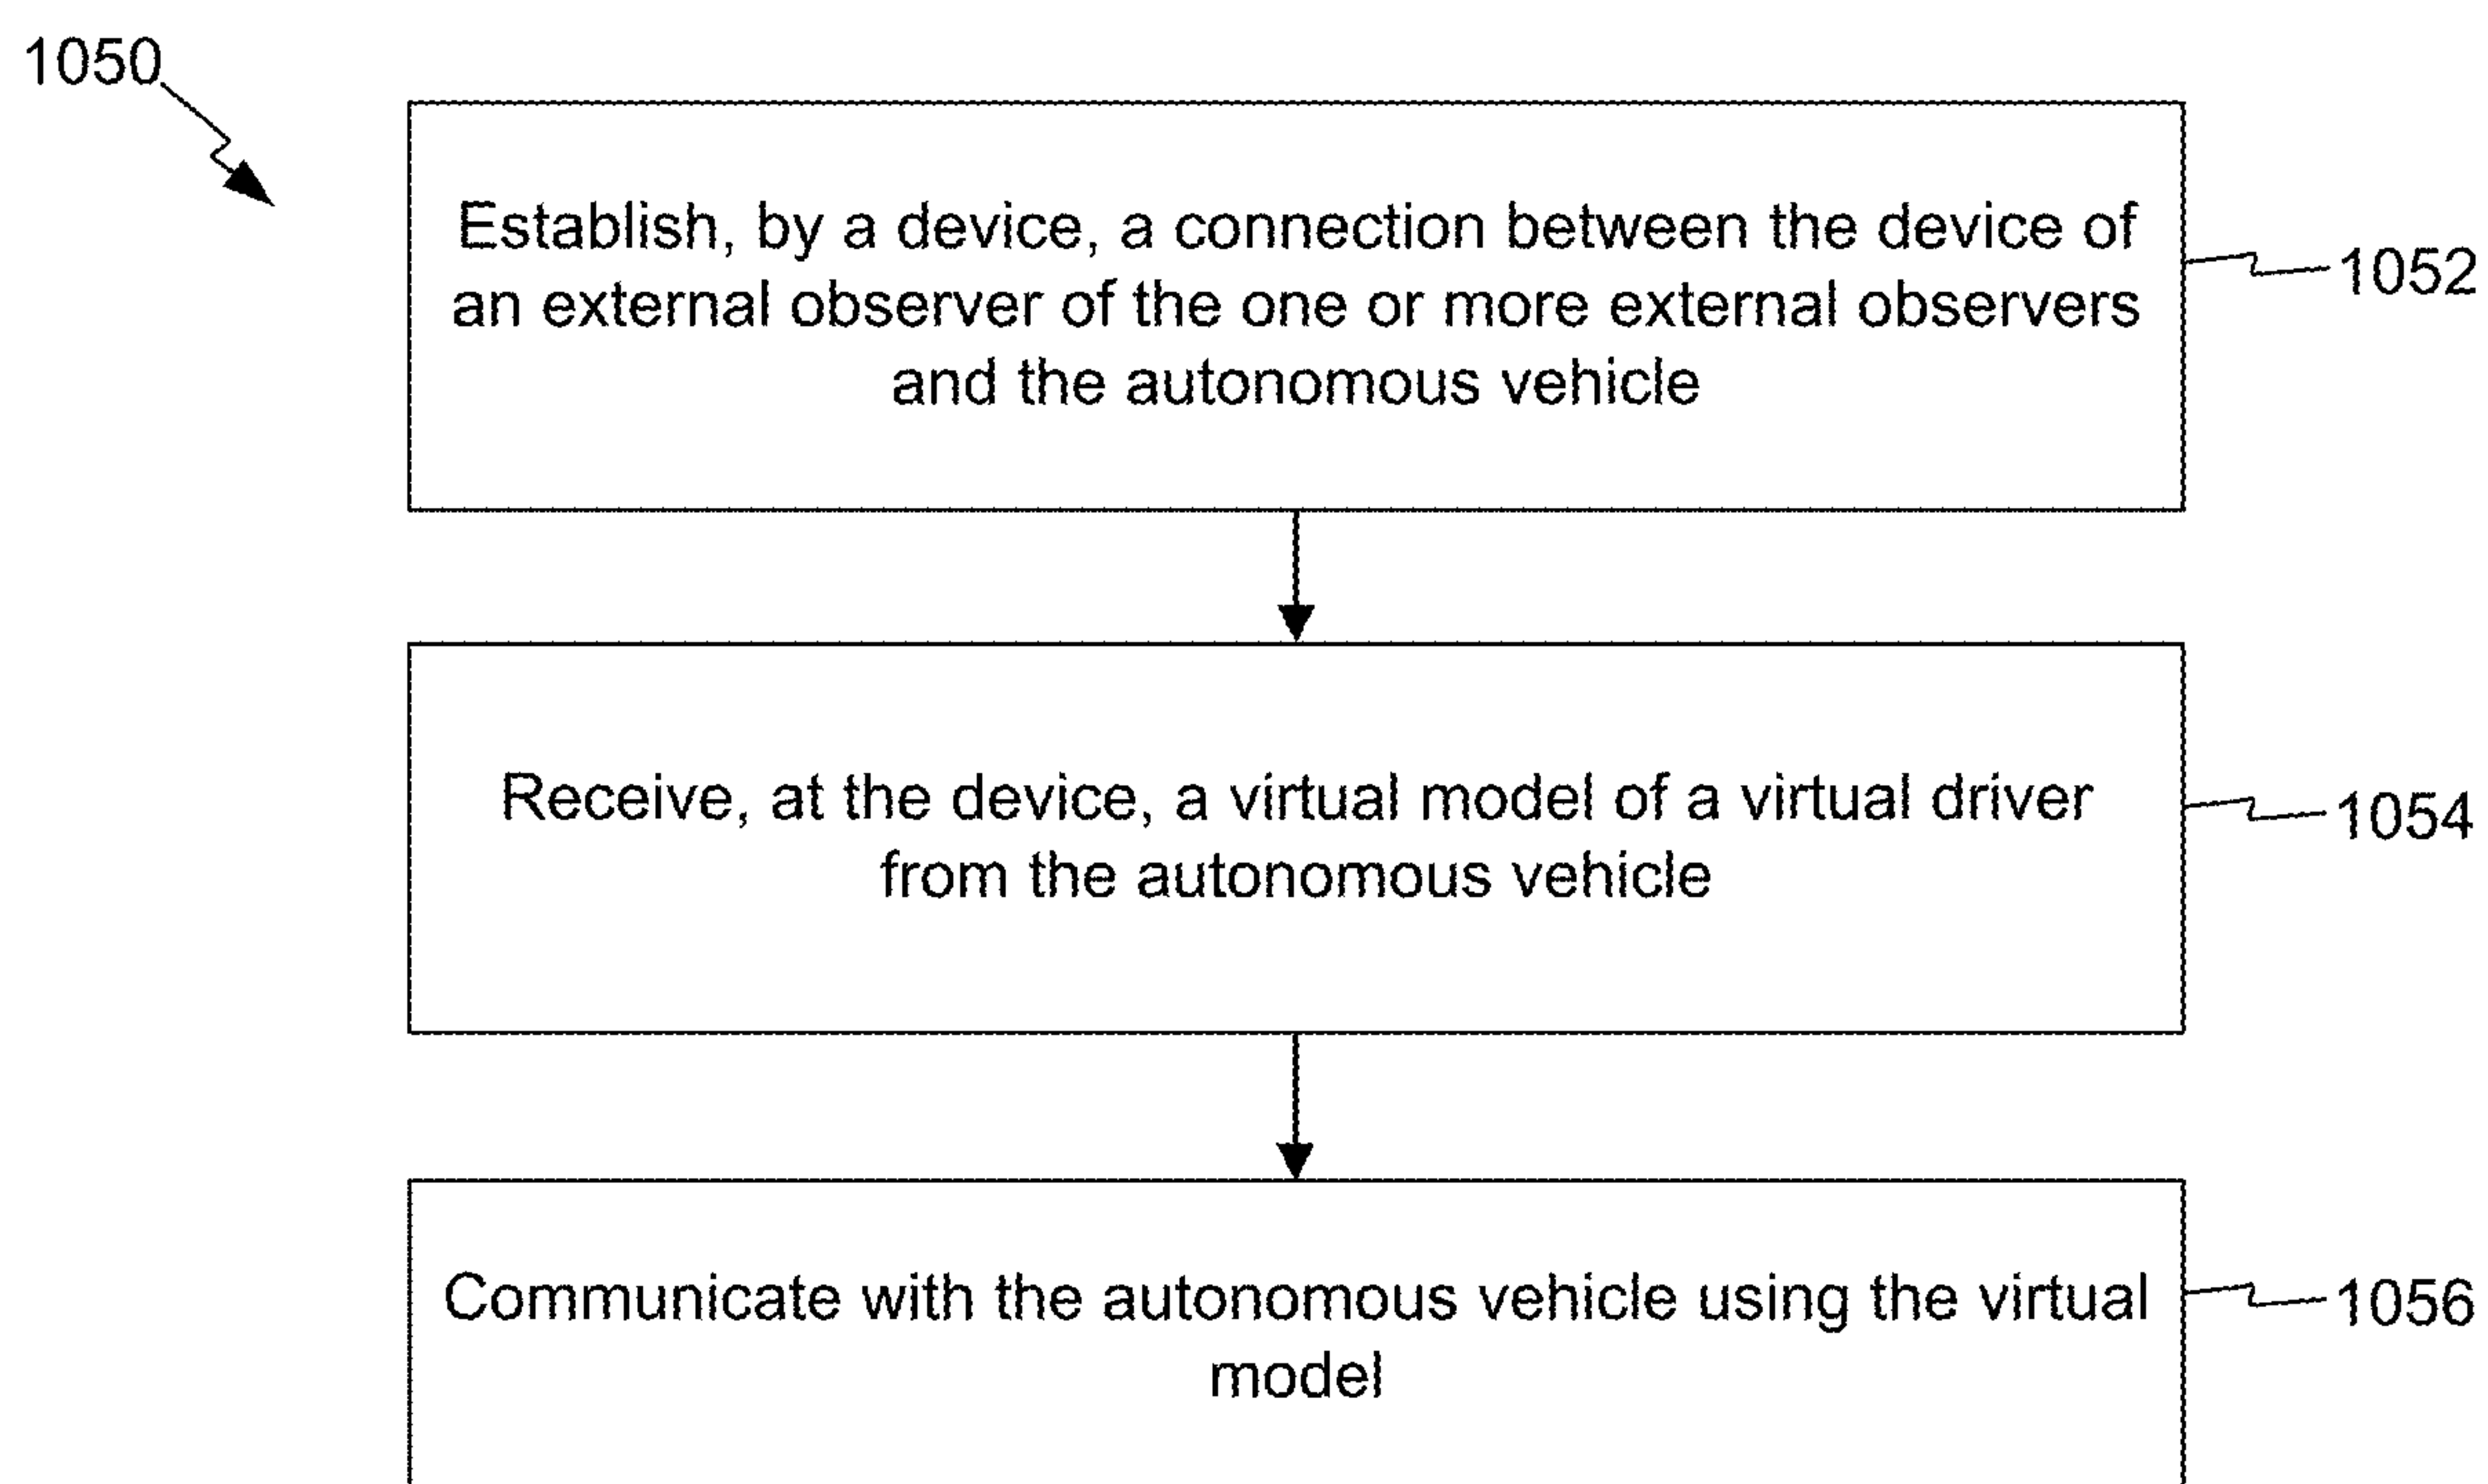 1050
Establish, by a device, a connection between the device of
an external observer of the one or more external observers
and the autonomous vehicle
1052
Receive, at the device, a virtual model of a virtual driver
from the autonomous vehicle
1054
Communicate with the autonomous vehicle using the virtual
model
1056